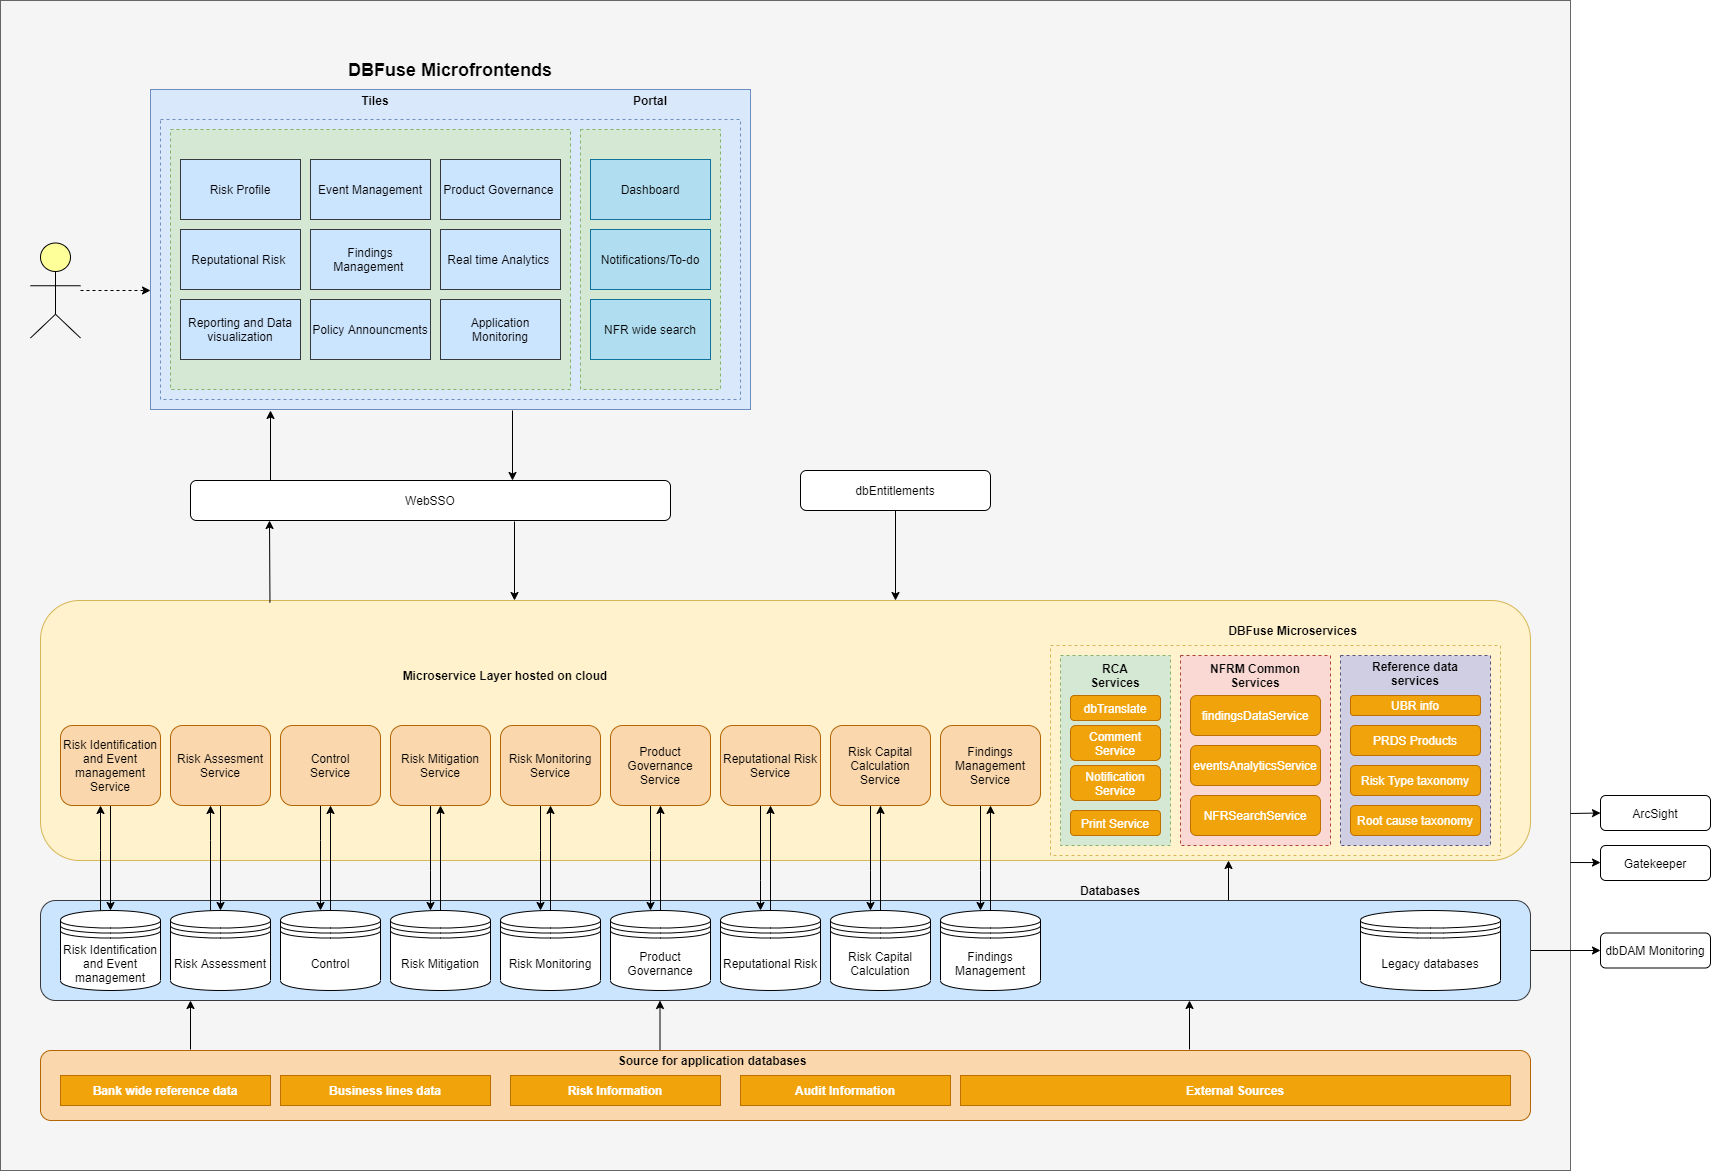 DBFuse Microfrontends
Tiles
Portal
Risk Profile
Event Management
Product Governance
Dashboard
Reputational Risk
Findings
Management
Real time Analytics
Notifications/To-do
Reporting and Data
visualization
Policy Announcments
Application
Monitoring
NFR wide search
WebSSO
dbEntitlements
DBFuse Microservices
Microservice Layer hosted on cloud
RCA
Services
dbTranslate
Comment
Service
Notification
Service
Print Service
NFRM Common
Services
findingsDataService
eventsAnalyticsService
NFRSearchService
Reference data
services
UBR info
PRDS Products
Risk Type taxonomy
Root cause taxonomy
Risk Identification
and Event
management
Service
Risk Assesment
Service
Control
Service
Risk Mitigation
Service
Risk Monitoring
Service
Product
Governance
Service
Reputational Risk
Service
Risk Capital
Calculation
Service
Findings
Management
Service
ArcSight
Gatekeeper
Databases
Risk Identification
and Event
management
Risk Assessment
Control
Risk Mitigation
Risk Monitoring
Product
Governance
Reputational Risk
Risk Capital
Calculation
Findings
Management
Legacy databases
dbDAM Monitoring
Source for application databases
Bank wide reference data
Business lines data
Risk Information
Audit Information
External Sources